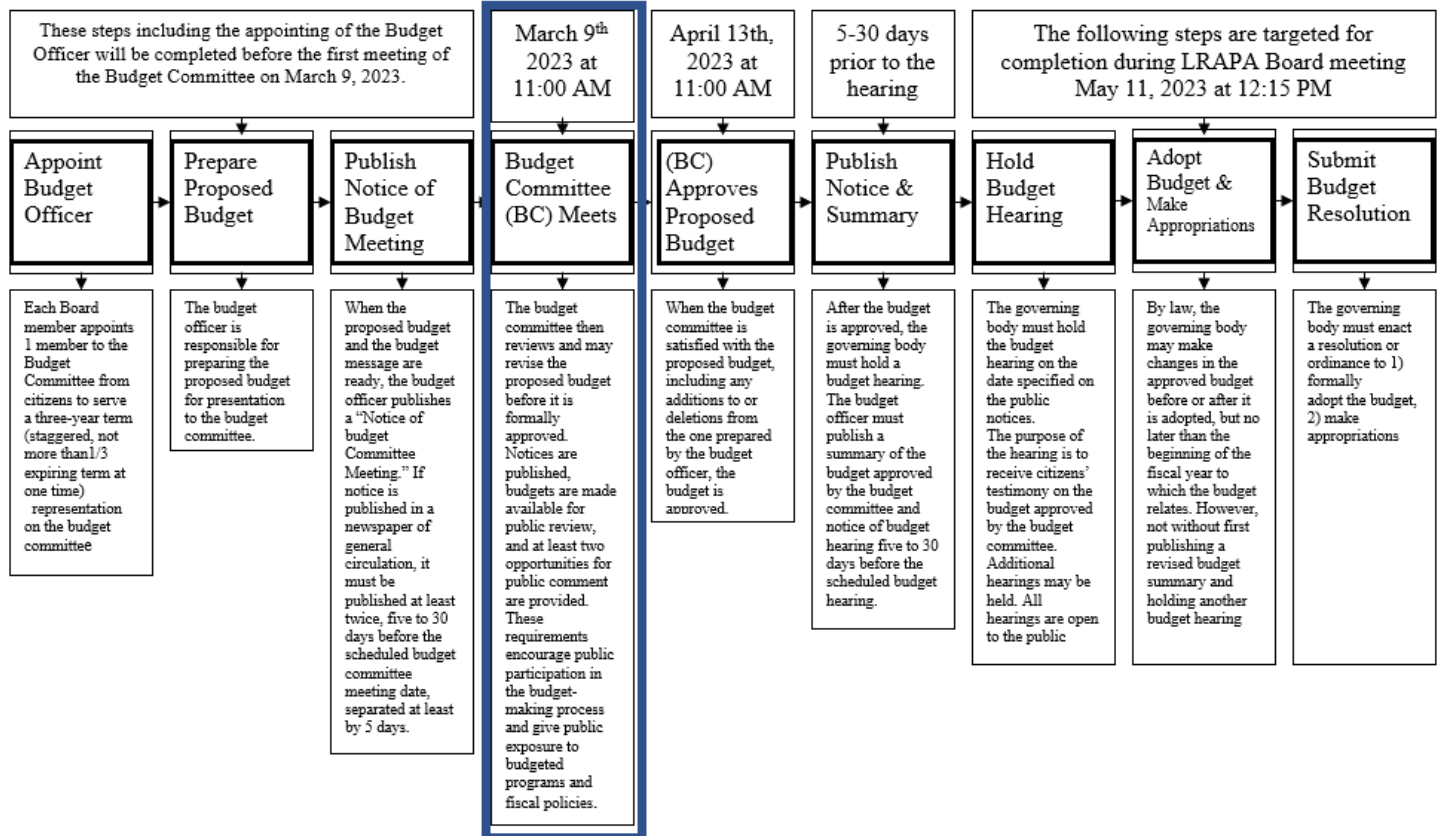 These steps including the appointing of the Budget
Officer will be completed before the first meeting of
the Budget Committee on March 9, 2023.
March 9th
2023 at
11:00 AM
April 13th,
2023 at
11:00 AM
5-30 days
prior to the
hearing
The following steps are targeted for
completion during LRAPA Board meeting
May 11, 2023 at 12:15 PM
Appoint
Budget
Officer
Prepare
Proposed
Budget
Publish
Notice of
Budget
Meeting
Budget
Committee
(BC) Meets
(BC)
Approves
Proposed
Budget
Publish
Notice &
Summary
Hold
Budget
Hearing
Adopt
Budget &
Make
Appropriations
Submit
Budget
Resolution
Each Board
member appoints
1 member to the
Budget
Committee from
citizens to serve
a three-year term
(staggered, not
more than1/3
expiring term at
one time)
representation
on the budget
committee
The budget
officer is
responsible for
preparing the
proposed budget
for presentation
to the budget
committee.
When the
proposed budget
and the budget
message are
ready, the budget
officer publishes
a “Notice of
budget
Committee
Meeting.” If
notice is
published in a
newspaper of
general
circulation, it
must be
published at least
twice, five to 30
days before the
scheduled budget
committee
meeting date,
separated at least
by 5 days.
The budget
committee then
reviews and may
revise the
proposed budget
before it is
formally
approved.
Notices are
published,
budgets are made
available for
public review,
and at least two
opportunities for
public comment
are provided.
These
requirements
encourage public
participation in
the budget-
making process
and give public
exposure to
budgeted
programs and
fiscal policies.
When the budget
committee is
satisfied with the
proposed budget,
including any
additions to or
deletions from
the one prepared
by the budget
officer, the
budget is
approved.
After the budget
is approved, the
governing body
must hold a
budget hearing.
The budget
officer must
publish a
summary of the
budget approved
by the budget
committee and
notice of budget
hearing five to 30
days before the
scheduled budget
hearing.
The governing
body must hold
the budget
hearing on the
date specified on
the public
notices.
The purpose of
the hearing is to
receive citizens’
testimony on the
budget approved
by the budget
committee.
Additional
hearings may be
held. All
hearings are open
to the public
By law, the
governing body
may make
changes in the
approved budget
before or after it
is adopted, but no
later than the
beginning of the
fiscal year to
which the budget
relates. However,
not without first
publishing a
revised budget
summary and
holding another
budget hearing
The governing
body must enact
a resolution or
ordinance to 1)
formally
adopt the budget,
2) make
appropriations